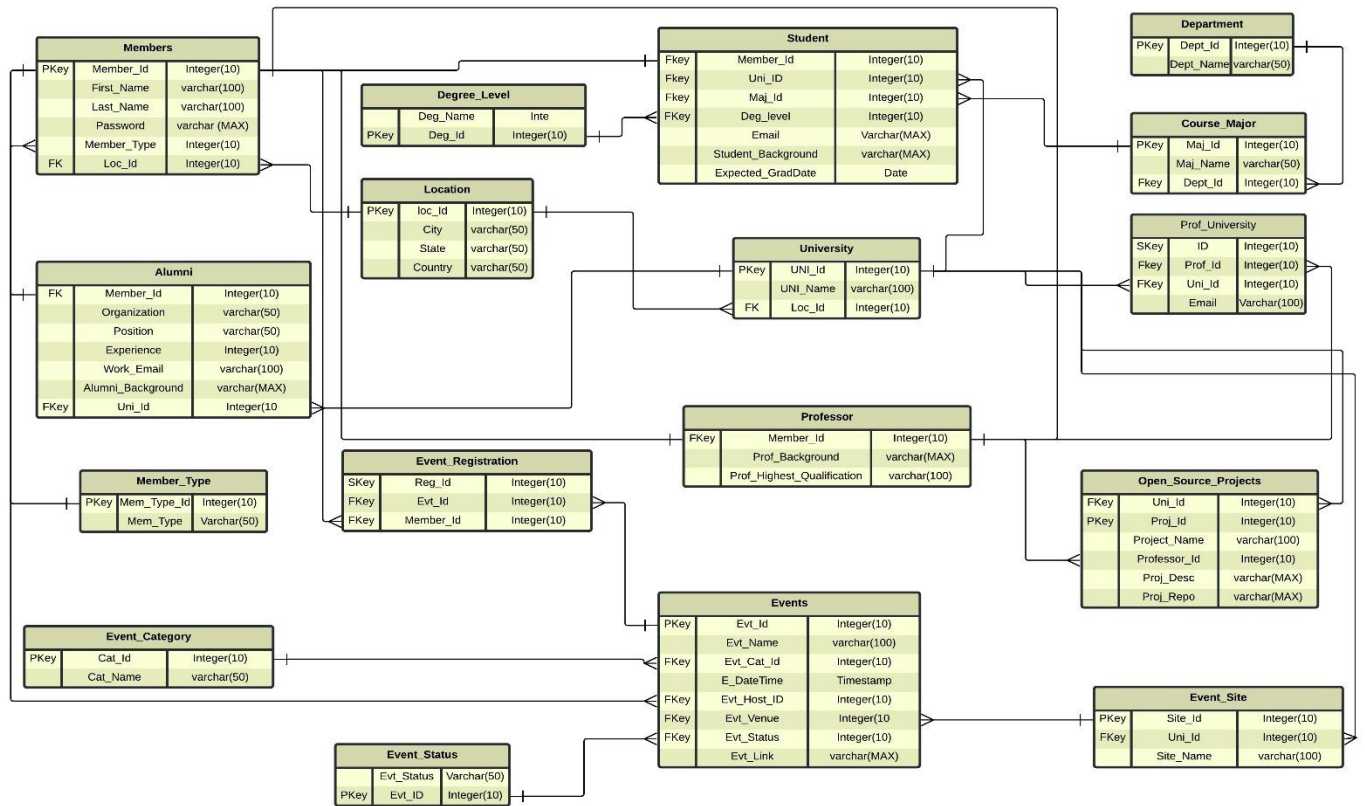 Members
PKey Member_Id Integer(10)
First_Name varchar(100)
Last_Name varchar(100)
Password varchar (MAX)
Member_Type Integer(10)
FK Loc_Id Integer(10)
Degree_Level
Deg_Name Inte
PKey Deg_Id Integer(10)
Student
Fkey Member_Id Integer(10)
Fkey Uni_ID Integer(10)
Fkey Maj_Id Integer(10)
FKey Deg_level Integer(10)
Email Varchar(MAX)
Student_Background varchar(MAX)
Expected_GradDate Date
Department
PKey Dept_Id Integer(10)
Dept_Name varchar(50)
Course_Major
PKey Maj_Id Integer(10)
Maj_Name varchar(50)
Fkey Dept_Id Integer(10)
Location
PKey loc_Id Integer(10)
City varchar(50)
State varchar(50)
Country varchar(50)
University
PKey UNI_Id Integer(10)
UNI_Name varchar(100)
FK Loc_Id Integer(10)
Prof_University
SKey ID Integer(10)
Fkey Prof_Id Integer(10)
FKey Uni_Id Integer(10)
Email Varchar(100)
Alumni
FK Member_Id Integer(10)
Organization varchar(50)
Position varchar(50)
Experience Integer(10)
Work_Email varchar(100)
Alumni_Background varchar(MAX)
FKey Uni_Id Integer(10
Professor
FKey Member_Id Integer(10)
Prof_Background varchar(MAX)
Prof_Highest_Qualification varchar(100)
Member_Type
PKey Mem_Type_Id Integer(10)
Mem_Type Varchar(50)
Event_Registration
SKey Reg_Id Integer(10)
FKey Evt_Id Integer(10)
FKey Member_Id Integer(10)
Open_Source_Projects
FKey Uni_Id Integer(10)
PKey Proj_Id Integer(10)
Project_Name varchar(100)
Professor_Id Integer(10)
Proj_Desc varchar(MAX)
Proj_Repo varchar(MAX)
Event_Category
PKey Cat_Id Integer(10)
Cat_Name varchar(50)
Events
PKey Evt_Id Integer(10)
Evt_Name varchar(100)
FKey Evt_Cat_Id Integer(10)
E_DateTime Timestamp
FKey Evt_Host_ID Integer(10)
FKey Evt_Venue Integer(10
FKey Evt_Status Integer(10)
Evt_Link varchar(MAX)
Event_Site
PKey Site_Id Integer(10)
FKey Uni_Id Integer(10)
Site_Name varchar(100)
Event_Status
Evt_Status Varchar(50)
PKey Evt_ID Integer(10)